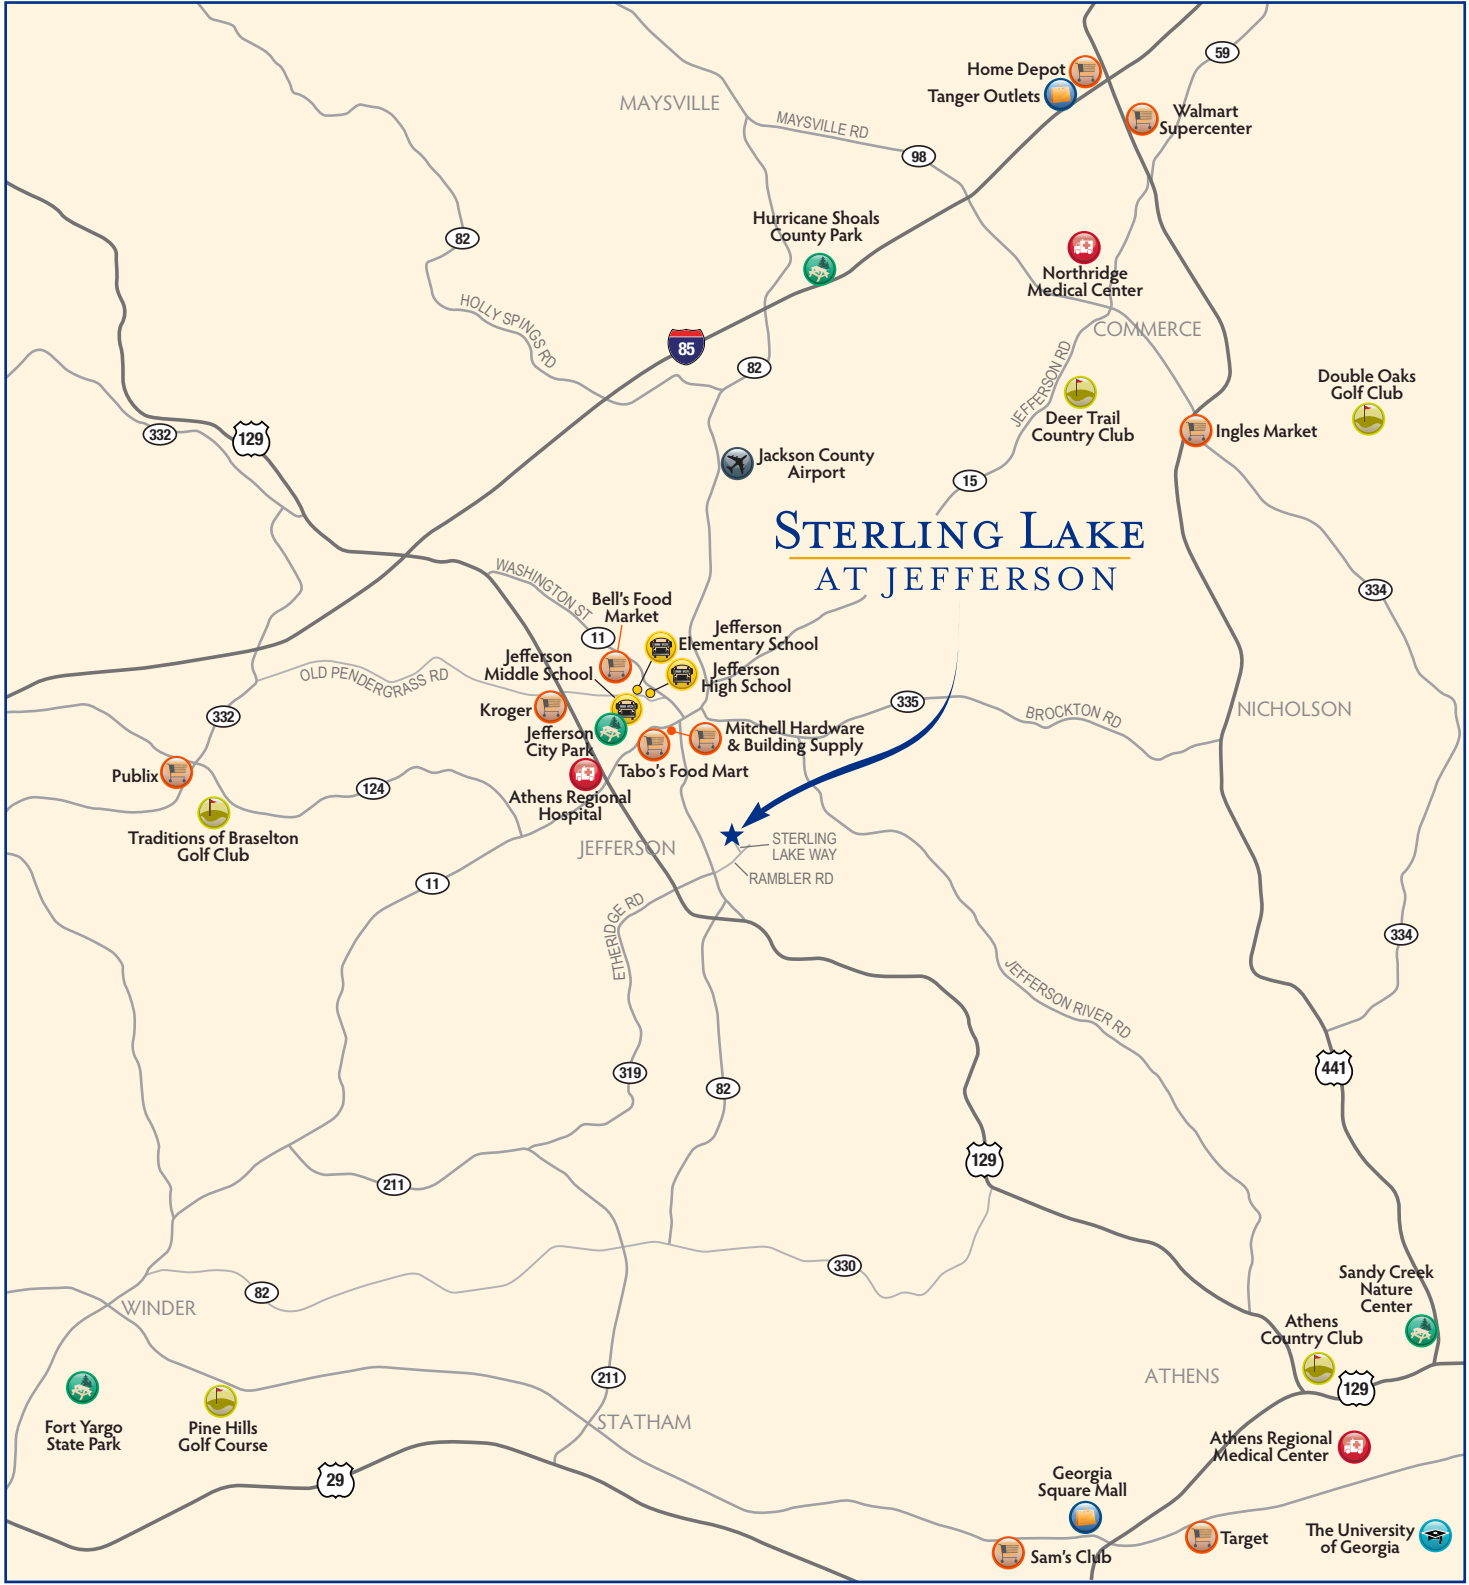 59
Home Depot
Tanger Outlets
MAYSVILLE
Walmart
Supercenter
MAYSVILLE RD
98
Hurricane Shoals
County Park
82
Northridge
Medical Center
HOLLY SPINGS RD
COMMERCE
85
82
JEFFERSON RD
Double Oaks
Golf Club
Deer Trail
Country Club
Ingles Market
332
129
Jackson County
Airport
15
STERLING LAKE
AT JEFFERSON
WASHINGTON ST
334
Bell's Food
Market
11
Jefferson
Elementary School
Jefferson
Middle School
Jefferson
High School
OLD PENDERGRASS RD
Kroger
335
BROCKTON RD
NICHOLSON
332
Jefferson
City Park
Mitchell Hardware
& Building Supply
Publix
Tabo's Food Mart
124
Athens Regional
Hospital
Traditions of Braselton
Golf Club
JEFFERSON
STERLING
LAKE WAY
RAMBLER RD
11
ETHERIDGE RD
334
JEFFERSON RIVER RD
319
82
441
129
211
330
82
WINDER
Sandy Creek
Nature
Center
Athens
Country Club
ATHENS
211
129
Fort Yargo
State Park
Pine Hills
Golf Course
STATHAM
Athens Regional
Medical Center
29
Georgia
Square Mall
Sam's Club
Target
The University
of Georgia